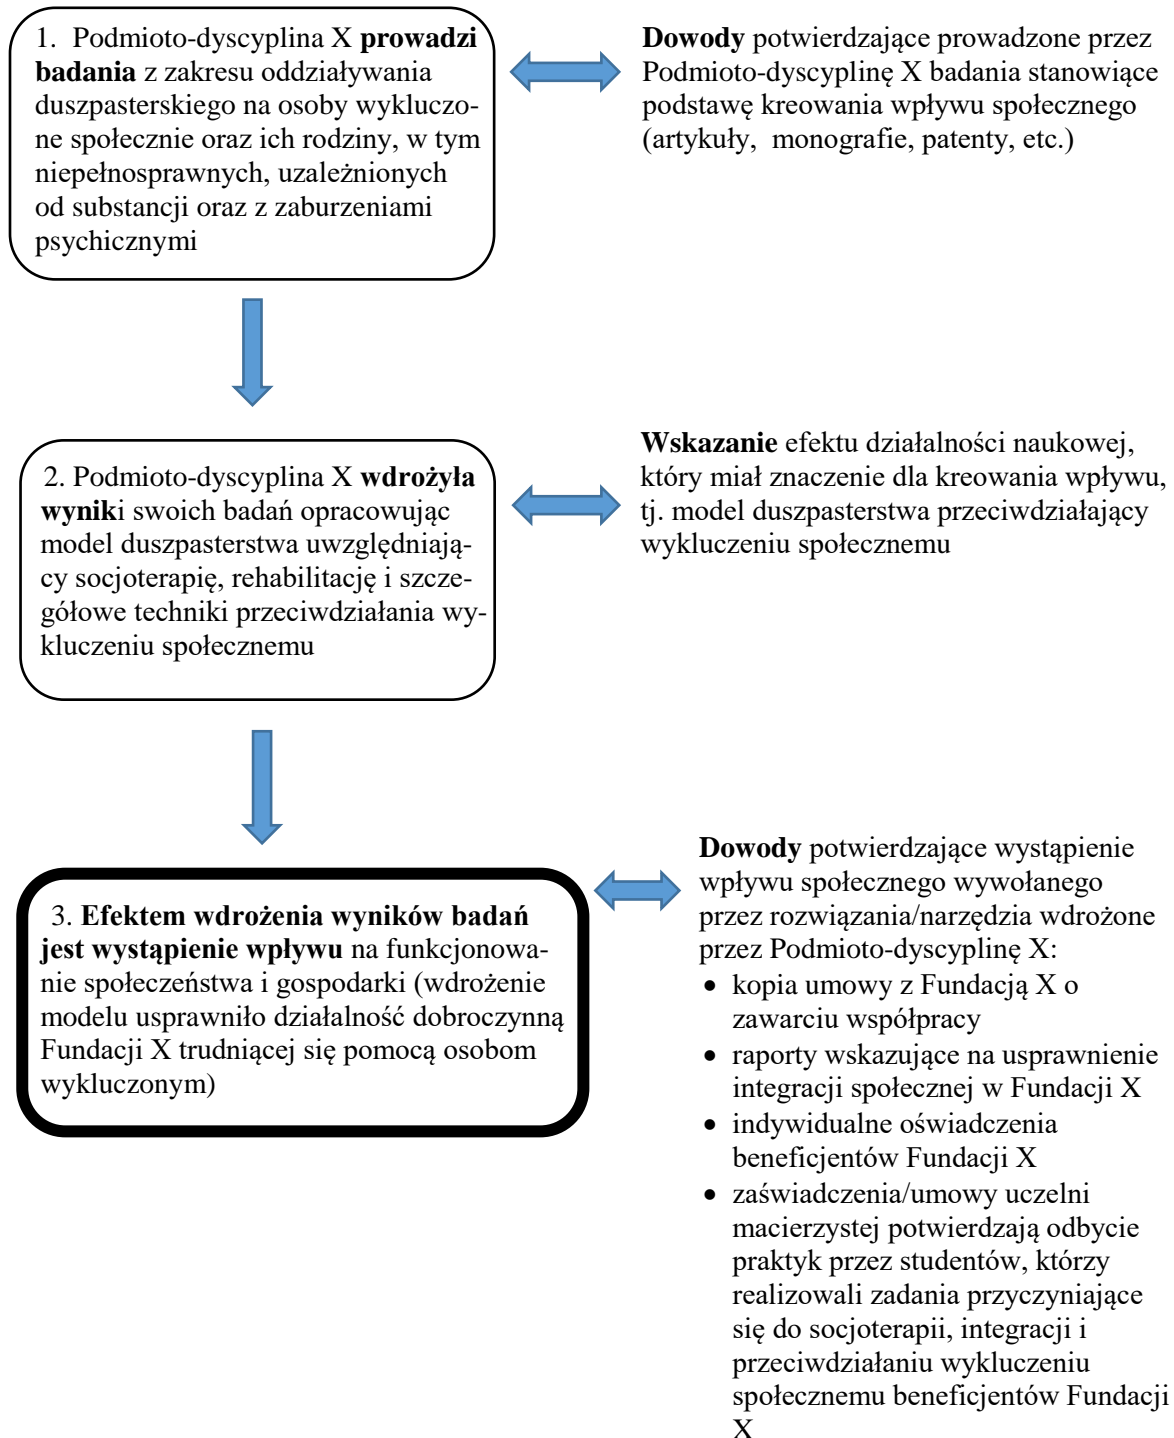 1. Podmioto-dyscyplina X prowadzi
badania z zakresu oddziaływania
duszpasterskiego na osoby wykluczo-
ne społecznie oraz ich rodziny, w tym
niepełnosprawnych, uzależnionych
od substancji oraz z zaburzeniami
psychicznymi
Dowody potwierdzające prowadzone przez
Podmioto-dyscyplinę X badania stanowiące
podstawę kreowania wpływu społecznego
(artykuły, monografie, patenty, etc.)
2. Podmioto-dyscyplina X wdrożyła
wyniki swoich badań opracowując
model duszpasterstwa uwzględniają-
cy socjoterapię, rehabilitację i szcze-
gółowe techniki przeciwdziałania wy-
kluczeniu społecznemu
Wskazanie efektu działalności naukowej,
który miał znaczenie dla kreowania wpływu,
tj. model duszpasterstwa przeciwdziałający
wykluczeniu społecznemu
3. Efektem wdrożenia wyników badań
jest wystąpienie wpływu na funkcjonowa-
nie społeczeństwa i gospodarki (wdrożenie
modelu usprawniło działalność dobroczynną
Fundacji X trudniącej się pomocą osobom
wykluczonym)
Dowody potwierdzające wystąpienie
wpływu społecznego wywołanego
przez rozwiązania/narzędzia wdrożone
przez Podmioto-dyscyplinę X:
• kopia umowy z Fundacją X o
zawarciu współpracy
• raporty wskazujące na usprawnienie
integracji społecznej w Fundacji X
• indywidualne oświadczenia
beneficjentów Fundacji X
• zaświadczenia/umowy uczelni
macierzystej potwierdzają odbycie
praktyk przez studentów, którzy
realizowali zadania przyczyniające
się do socjoterapii, integracji i
przeciwdziałaniu wykluczeniu
społecznemu beneficjentów Fundacji
X